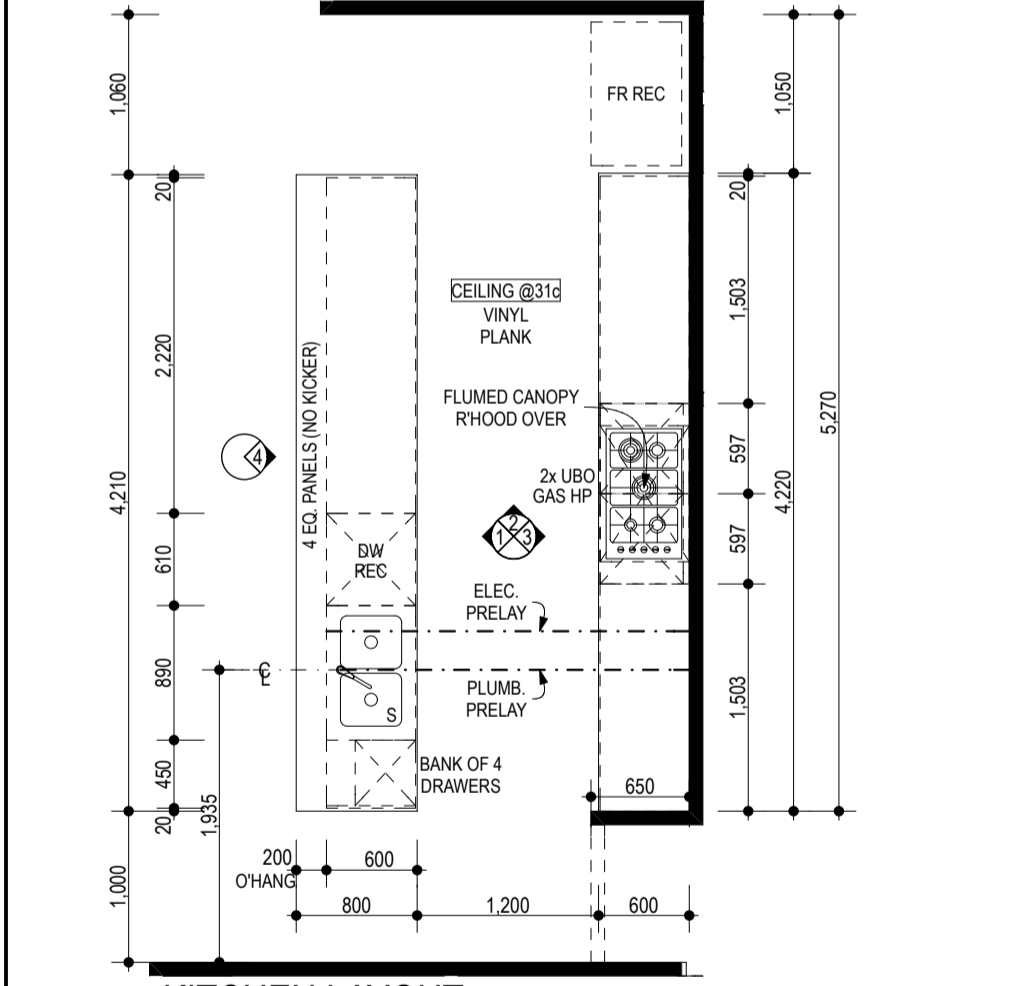 FR REC
1,060
1,050
20
20
CEILING @31c
VINYL
PLANK
1,503
2,220
4 EQ. PANELS (NO KICKER)
FLUMED CANOPY
R'HOOD OVER
5,270
597
4
2x UBO
GAS HP
4,210
4,220
2
1 3
597
DW
REC
610
ELEC.
PRELAY
CL
890
PLUMB.
PRELAY
S
1,503
BANK OF 4
DRAWERS
450
650
20
1,935
200
O'HANG
600
1,000
800
1,200
600